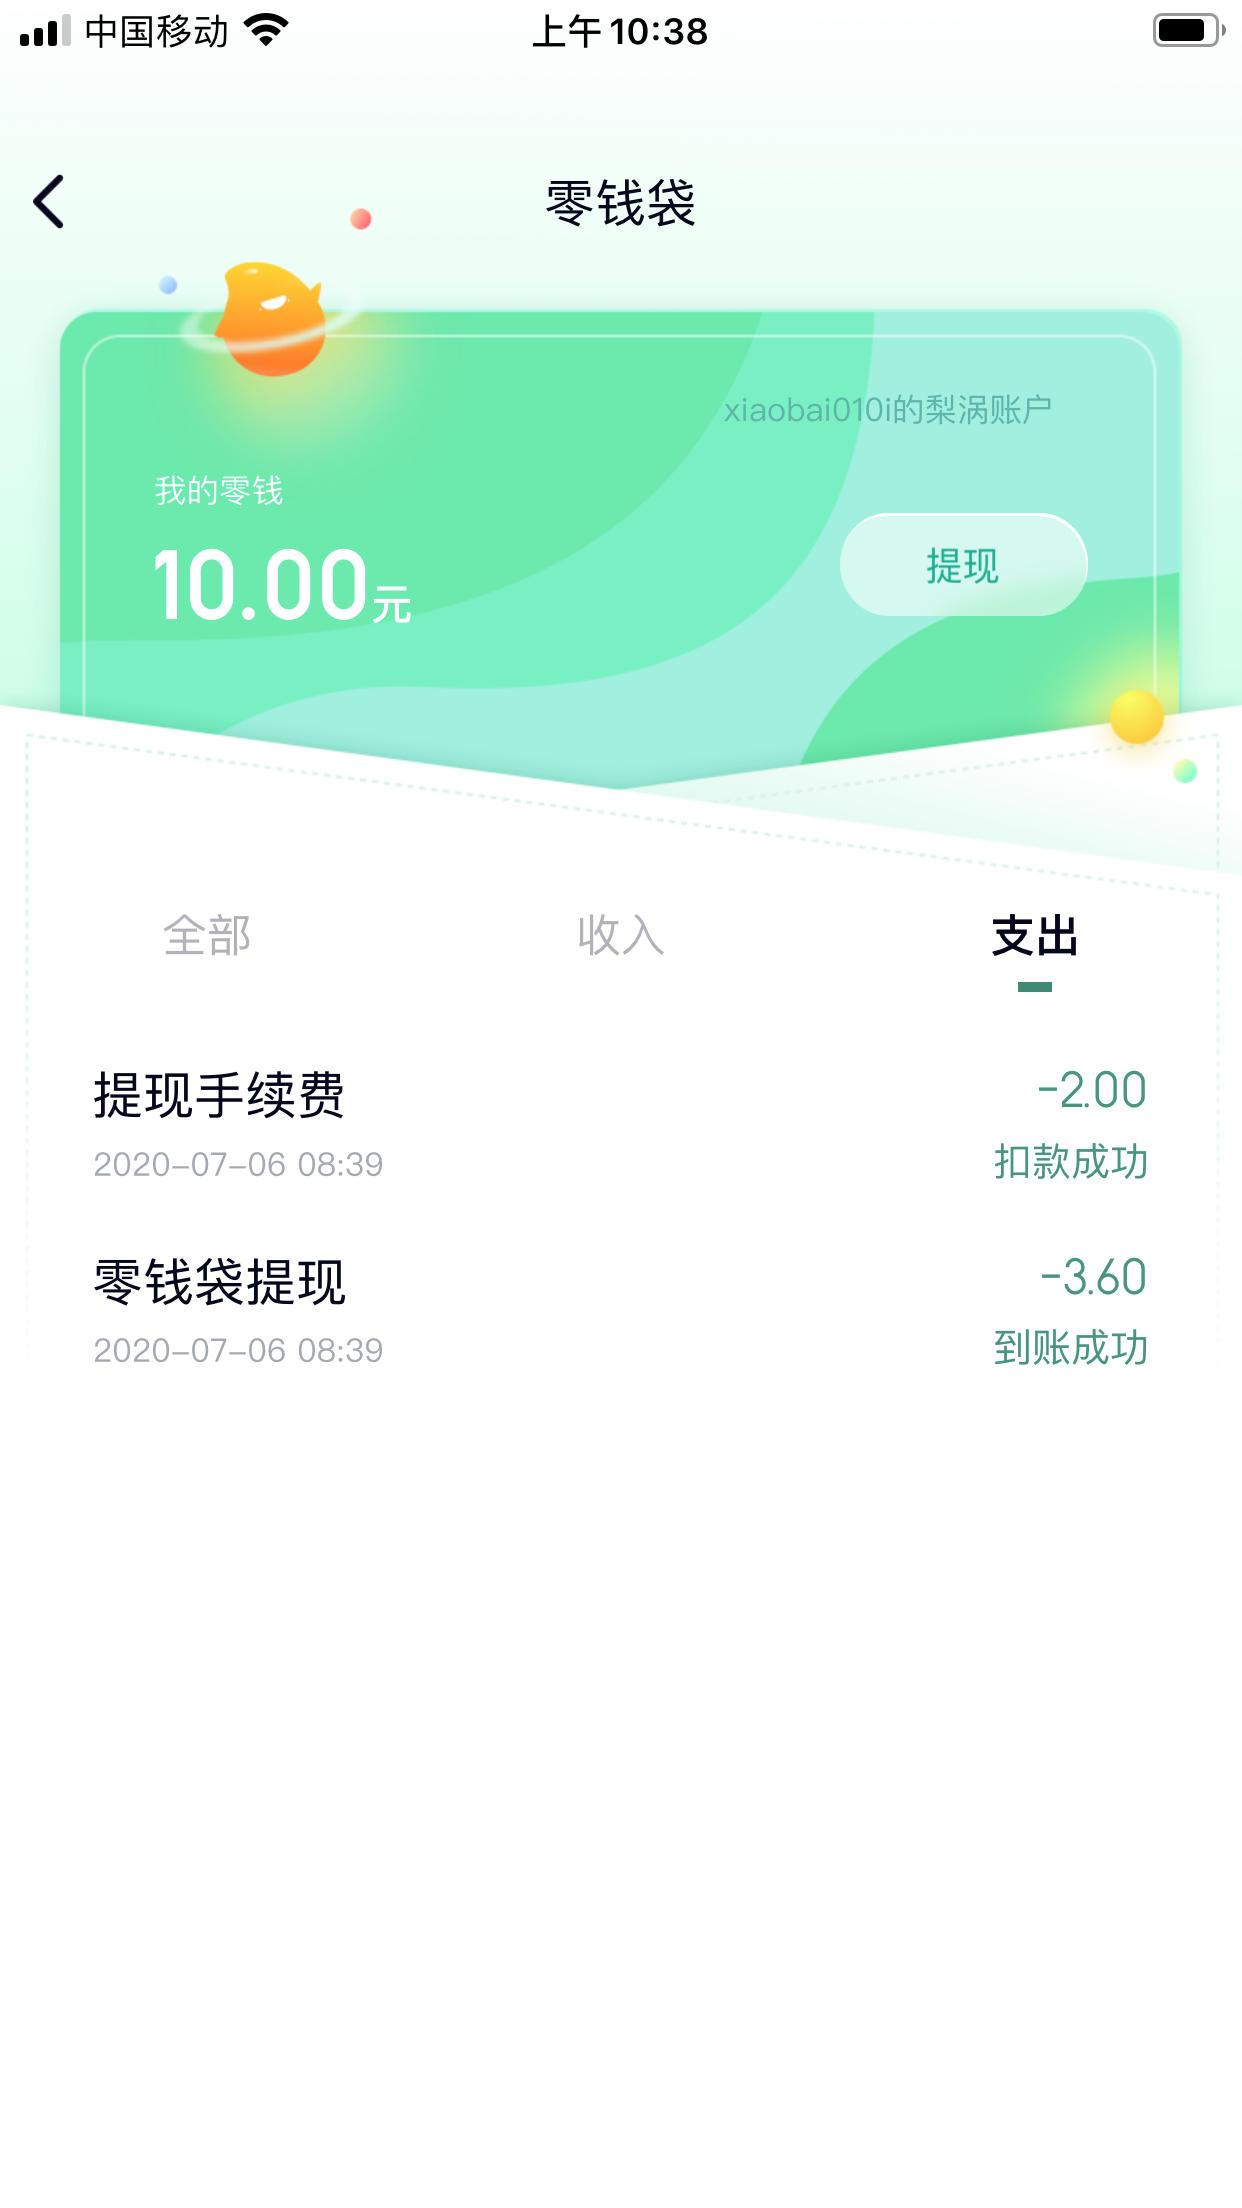 中国移动 上午 10:38
零钱袋
xiaobai010i的梨涡账户
我的零钱
10.00元
提现
全部 收入 支出
提现手续费 -2.00
2020-07-06 08:39 扣款成功
零钱袋提现 -3.60
2020-07-06 08:39 到账成功